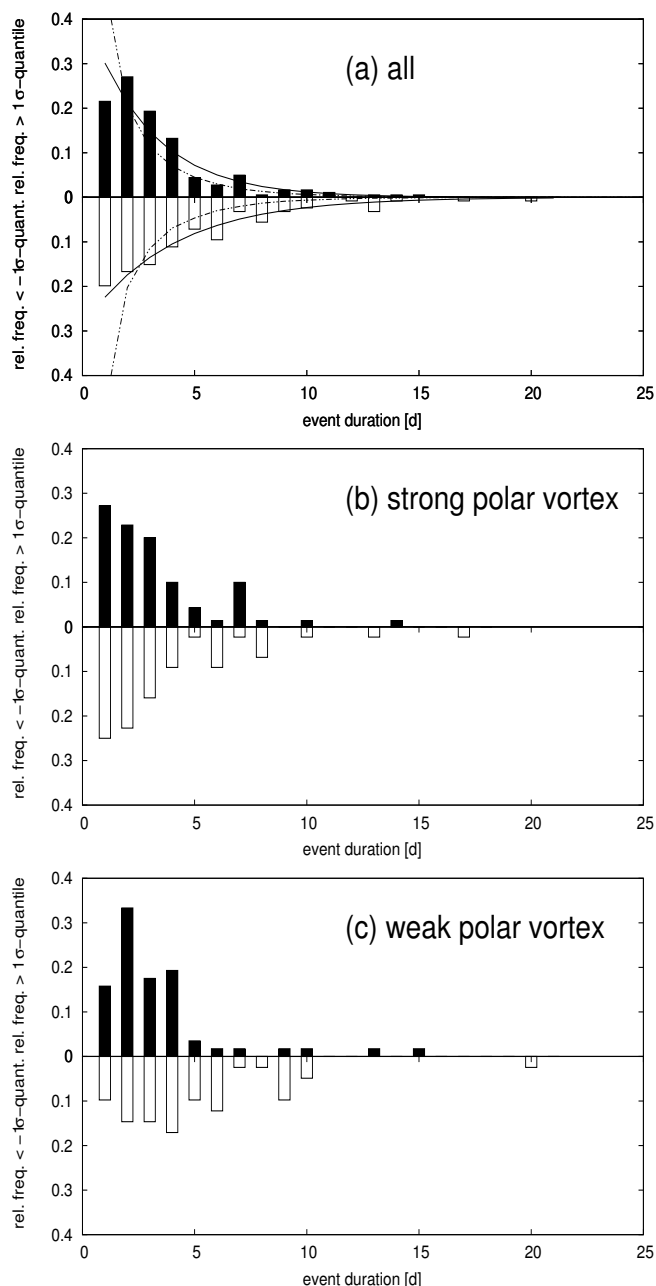 (a) all
rel. freq. < −1σ−quant. rel. freq. > 1σ−quantile
0.4
0.3
0.2
0.1
0
0.1
0.2
0.3
0.4
0 5 10 15 20 25
event duration [d]
(b) strong polar vortex
rel. freq. < −1σ−quant. rel. freq. > 1σ−quantile
0.4
0.3
0.2
0.1
0
0.1
0.2
0.3
0.4
0 5 10 15 20 25
event duration [d]
(c) weak polar vortex
rel. freq. < −1σ−quant. rel. freq. > 1σ−quantile
0.4
0.3
0.2
0.1
0
0.1
0.2
0.3
0.4
0 5 10 15 20 25
event duration [d]